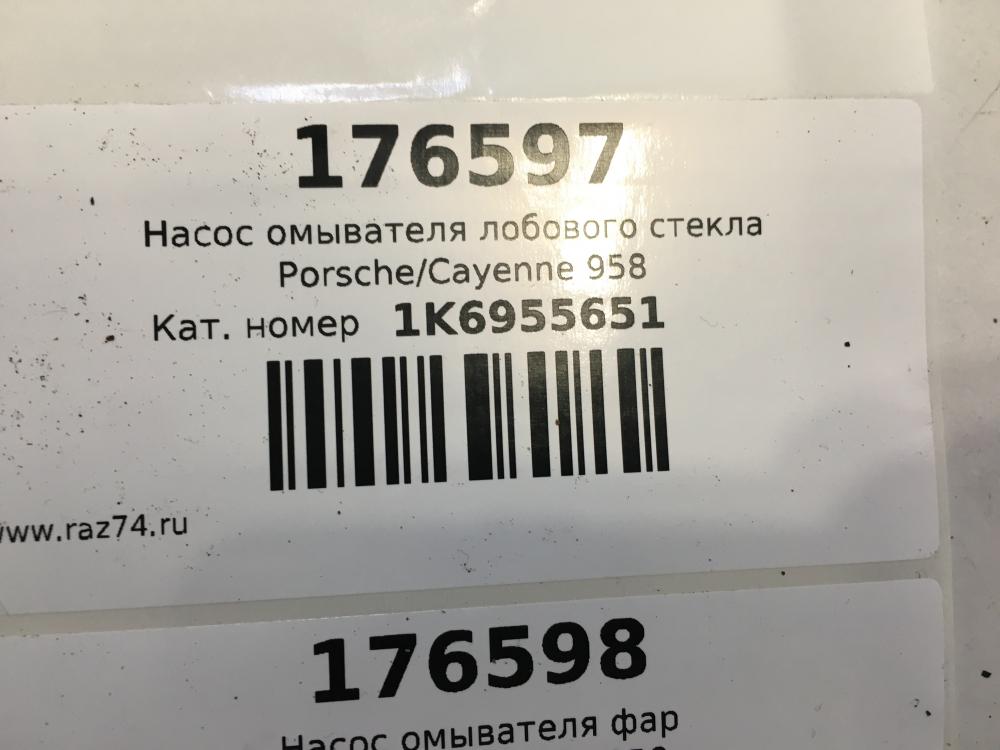 176597
Насос омывателя лобового стекла
Porsche/Cayenne 958
Кат. номер 1K6955651
www.raz74.ru
176598
Насос омывателя фар